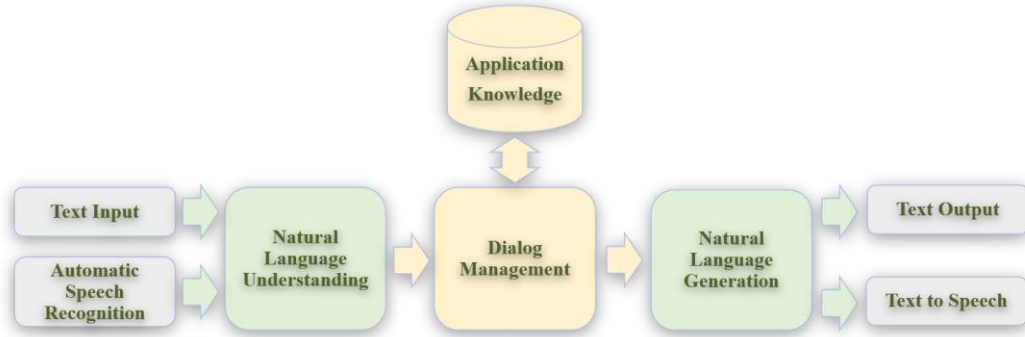 Application
Knowledge
Text Input
Automatic
Speech
Recognition
Natural
Language
Understanding
Dialog
Management
Natural
Language
Generation
Text Output
Text to Speech